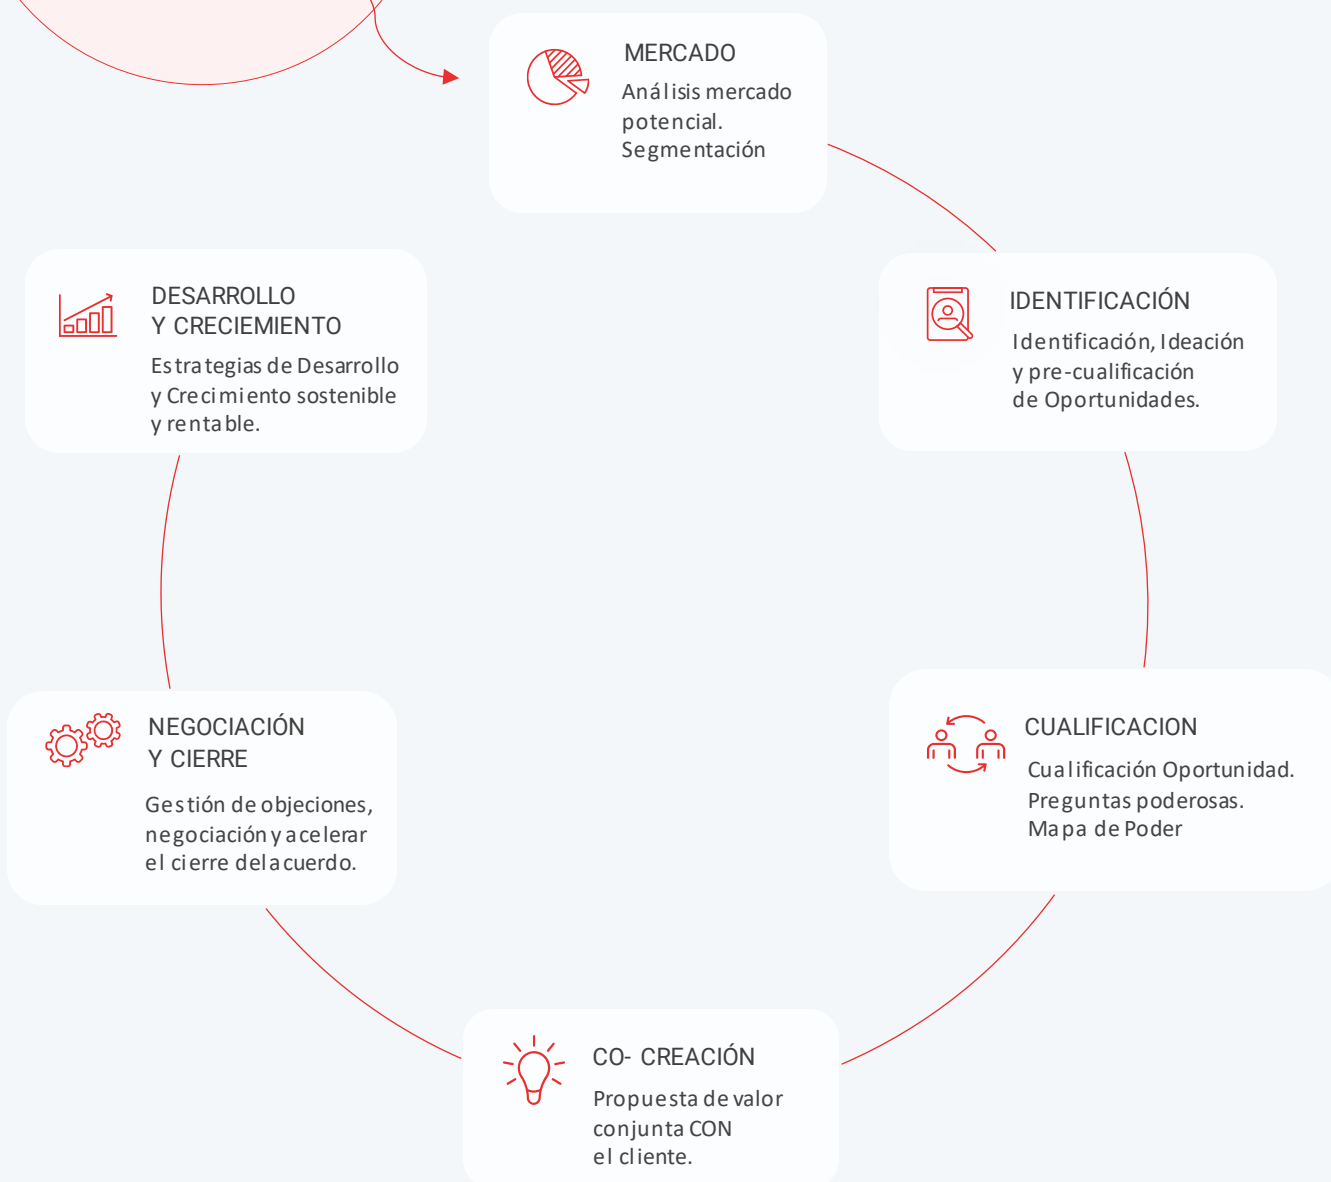 MERCADO
Análisis mercado
potencial.
Segmentación
IDENTIFICACIÓN
Identificación, Ideación
y pre-cualificación
de Oportunidades.
CUALIFICACION
Cualificación Oportunidad.
Preguntas poderosas.
Mapa de Poder
CO- CREACIÓN
Propuesta de valor
conjunta CON
el cliente.
NEGOCIACIÓN
Y CIERRE
Gestión de objeciones,
negociación y acelerar
el cierre del acuerdo.
DESARROLLO
Y CRECIEMIENTO
Estrategias de Desarrollo
y Crecimiento sostenible
y rentable.